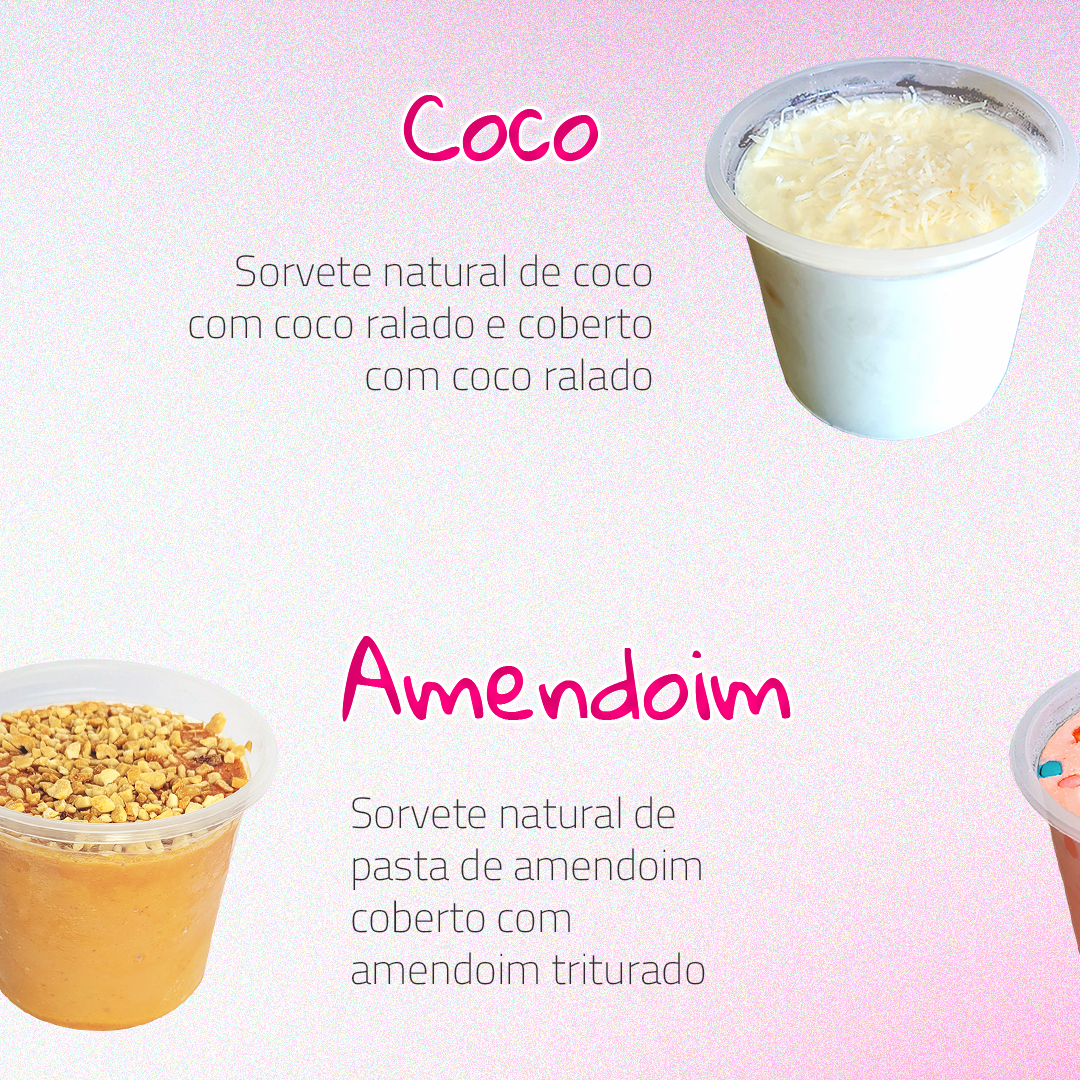 Coco
Sorvete natural de coco
com coco ralado e coberto
com coco ralado
Amendoim
Sorvete natural de
pasta de amendoim
coberto com
amendoim triturado